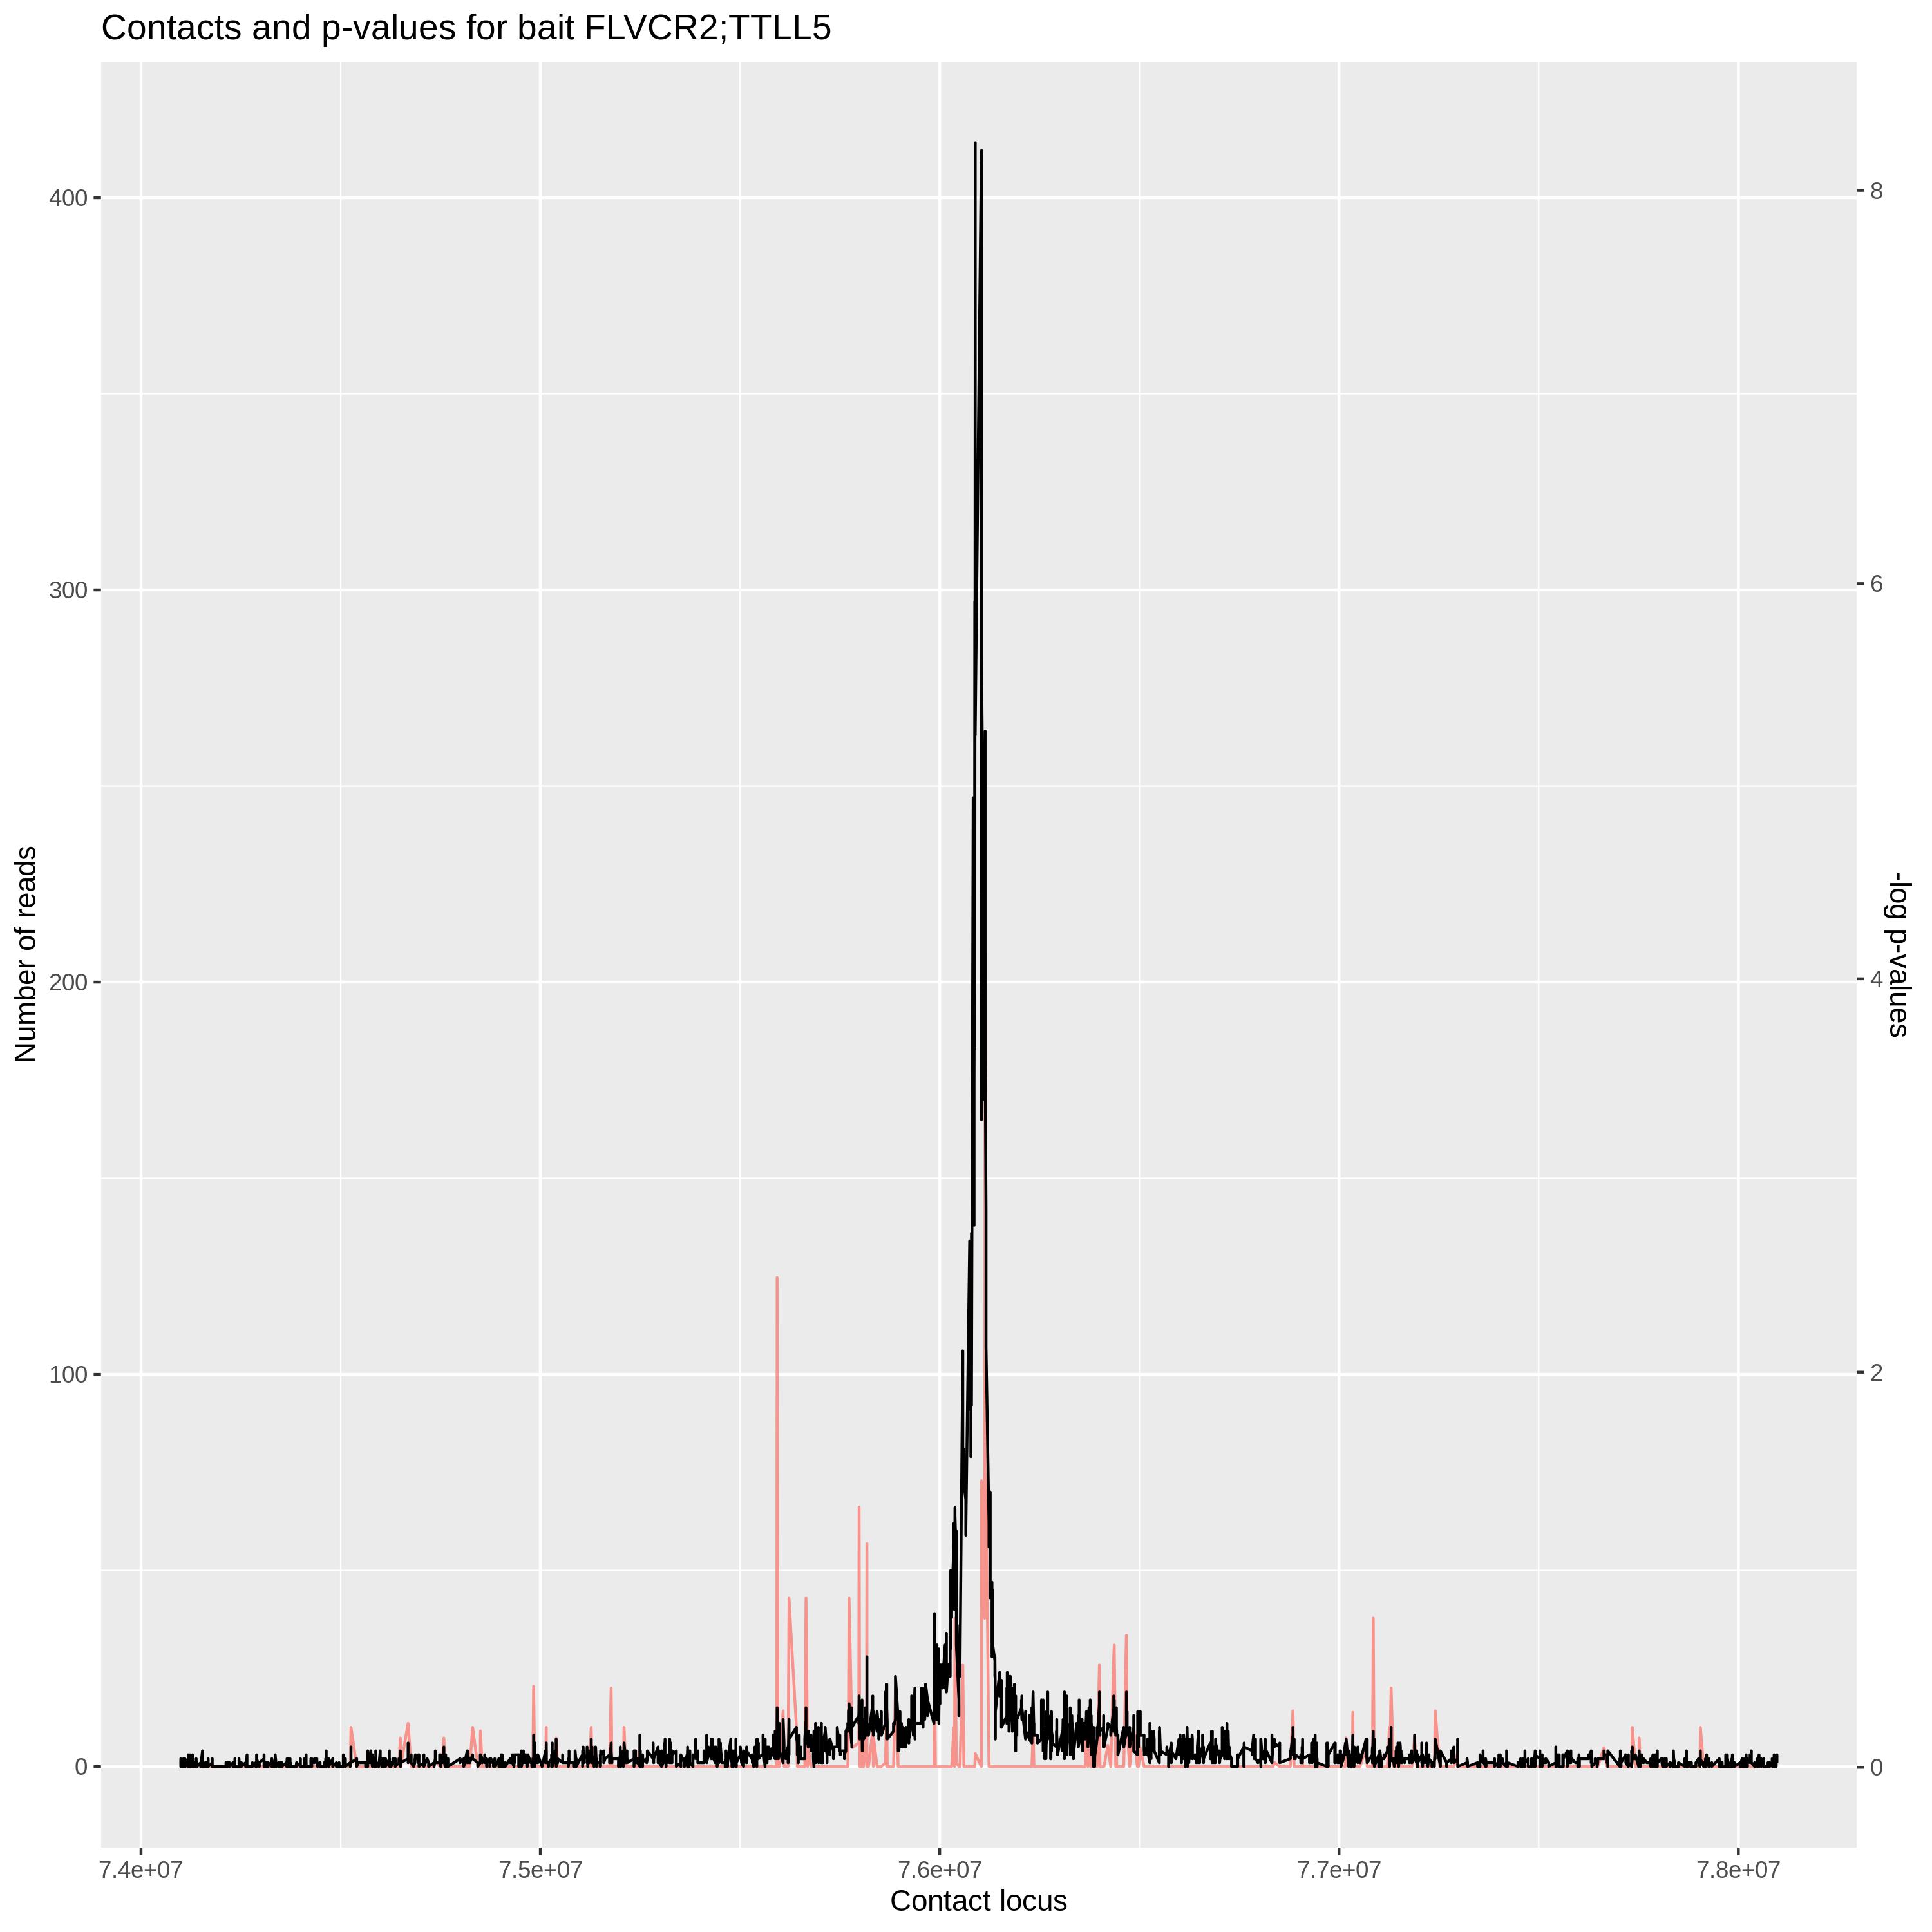 Contacts and p-values for bait FLVCR2;TTLL5
400
300
200
100
0
Number of reads
8
6
4
2
0
-log p-values
7.4e+07
7.5e+07
7.6e+07
7.7e+07
7.8e+07
Contact locus